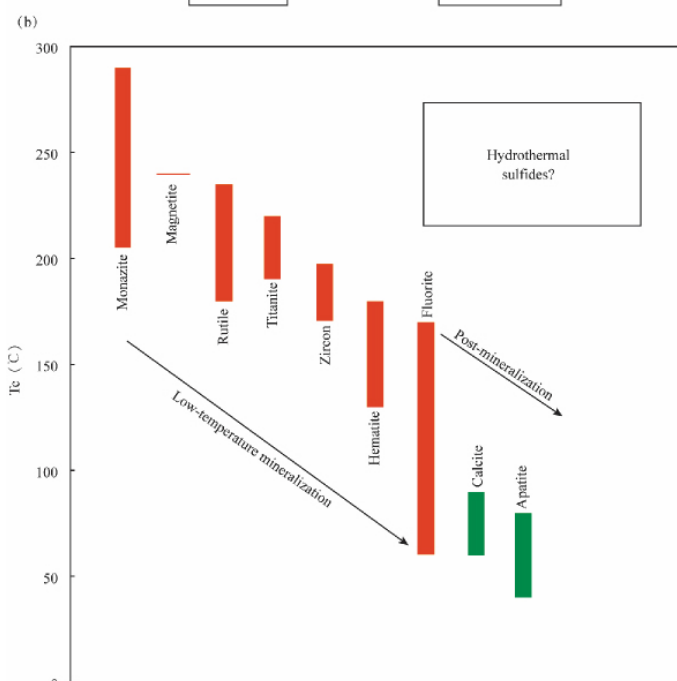 (b)
300
250
200
150
100
50
Tc (℃)
Monazite
Magnetite
Rutile
Titanite
Zircon
Hematite
Fluorite
Calcite
Apatite
Hydrothermal
sulfides?
Post-mineralization
Low-temperature mineralization